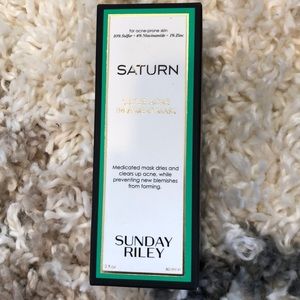 for acne-prone skin
10% Sulfur • 4% Niacinamide • 1% Zinc
SATURN
Medicated mask dries and
clears up acne, while
preventing new blemishes
from forming.
SUNDAY
RILEY